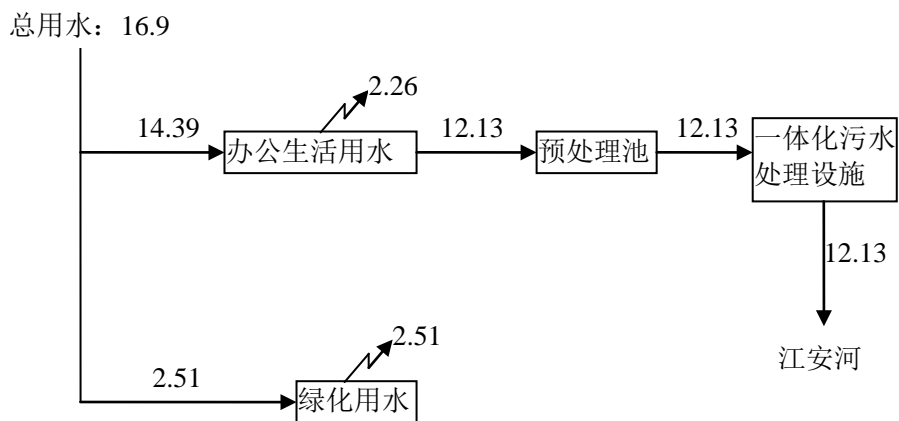 总用水：16.9
2.26
14.39
办公生活用水
12.13
预处理池
12.13
一体化污水
处理设施
12.13
江安河
2.51
2.51
绿化用水